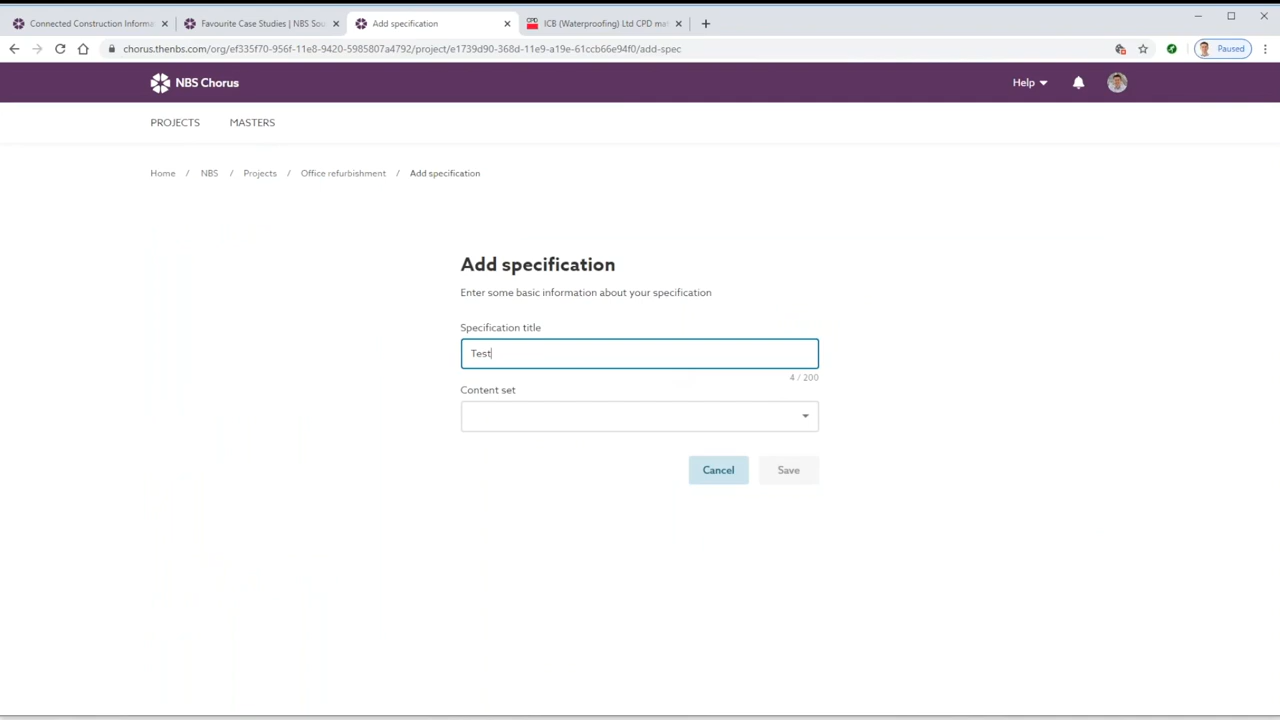 Connected Construction Informa
Favourite Case Studies | NBS Sou
Add specification
CPD
ICB (Waterproofing) Ltd CPD ma
chorus.thenbs.com/org/ef335f70-956f-11e8-9420-5985807a4792/project/e1739d90-368d-11e9-a19e-61ccb66e94f0/add-spec
Paused
NBS Chorus
Help
PROJECTS MASTERS
Home / NBS / Projects / Office refurbishment / Add specification
Add specification
Enter some basic information about your specification
Specification title
Test
4 / 200
Content set
Cancel Save